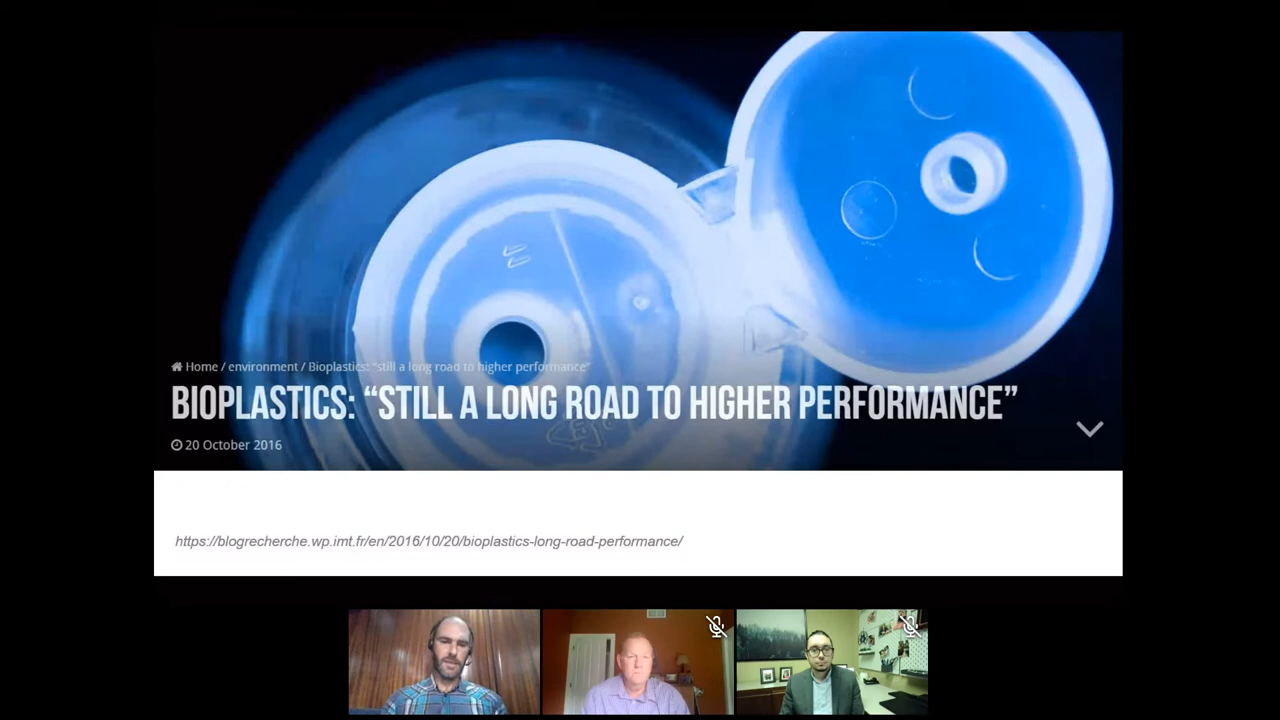 Home / environment / Bioplastics: “still a long road to higher performance”
BIOPLASTICS: “STILL A LONG ROAD TO HIGHER PERFORMANCE”
20 October 2016
https://blogrecherche.wp.imt.fr/en/2016/10/20/bioplastics-long-road-performance/